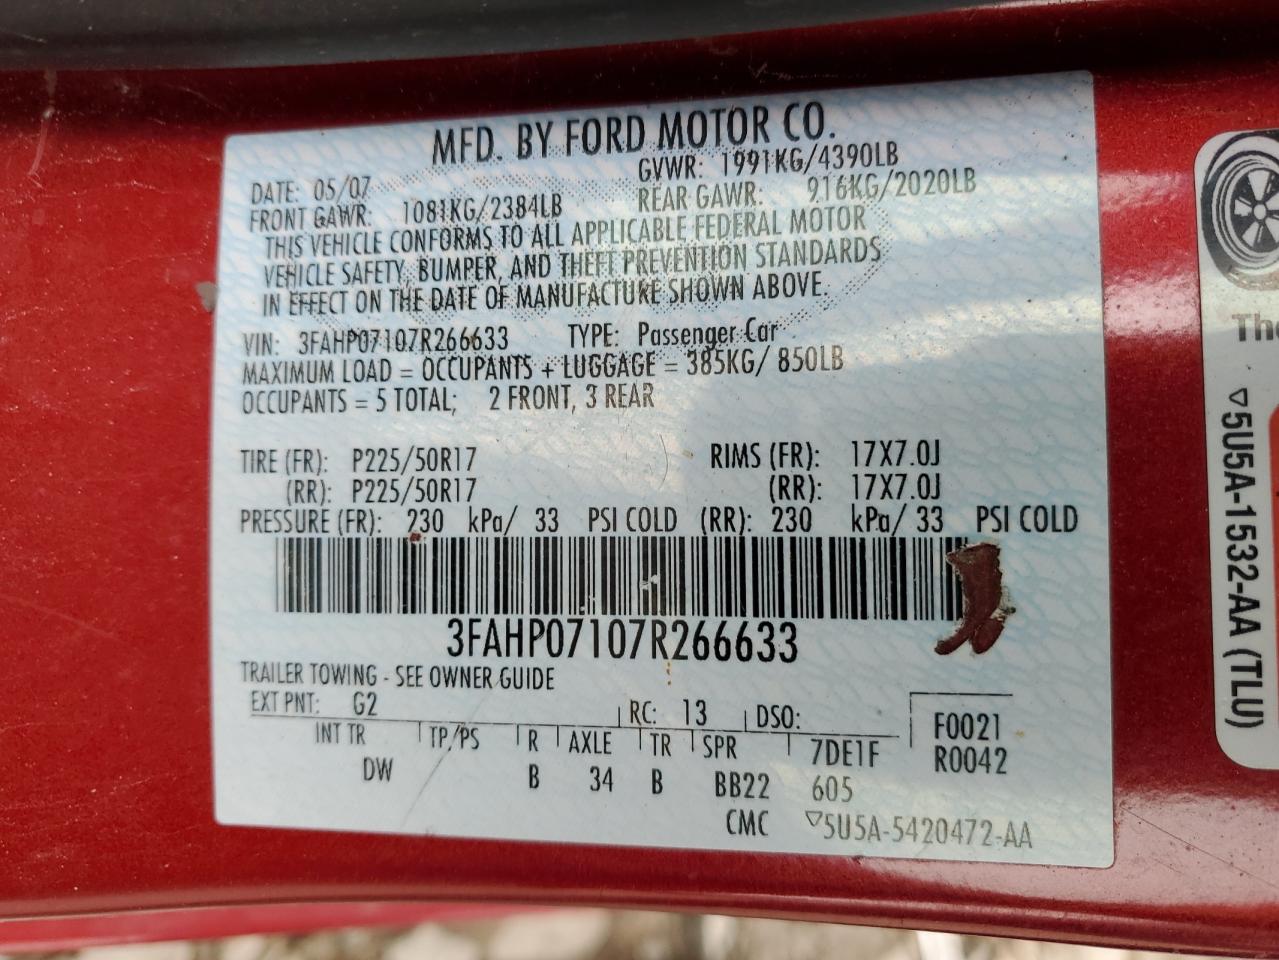 MFD. BY FORD MOTOR CO.
DATE: 05/07 GVWR: 1991KG/4390LB
FRONT GAWR: 1081KG/2384LB REAR GAWR: 916KG/2020LB
THIS VEHICLE CONFORMS TO ALL APPLICABLE FEDERAL MOTOR
VEHICLE SAFETY, BUMPER, AND THEFT PREVENTION STANDARDS
IN EFFECT ON THE DATE OF MANUFACTURE SHOWN ABOVE.
VIN: 3FAHP07107R266633 TYPE: Passenger Car
MAXIMUM LOAD = OCCUPANTS + LUGGAGE = 385KG/ 850LB
OCCUPANTS = 5 TOTAL; 2 FRONT, 3 REAR
TIRE (FR): P225/50R17 RIMS (FR): 17X7.0J
(RR): P225/50R17 (RR): 17X7.0J
PRESSURE (FR): 230 kPa/ 33 PSI COLD (RR): 230 kPa/ 33 PSI COLD
3FAHP07107R266633
TRAILER TOWING - SEE OWNER GUIDE
EXT PNT: G2 RC: 13 DSO: F0021
INT TR TP/PS R AXLE TR SPR 7DE1F R0042
DW B 34 B BB22 605
CMC ▽5U5A-5420472-AA
▽5U5A-1532-AA (TLU)